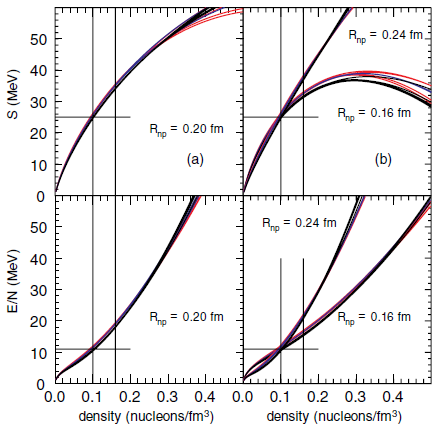 50
40
30
20
10
0
S (MeV)
R_np = 0.20 fm
(a)
R_np = 0.24 fm
R_np = 0.16 fm
(b)
50
40
30
20
10
0
E/N (MeV)
R_np = 0.20 fm
R_np = 0.24 fm
R_np = 0.16 fm
0.0 0.1 0.2 0.3 0.4 0.0 0.1 0.2 0.3 0.4
density (nucleons/fm³) density (nucleons/fm³)